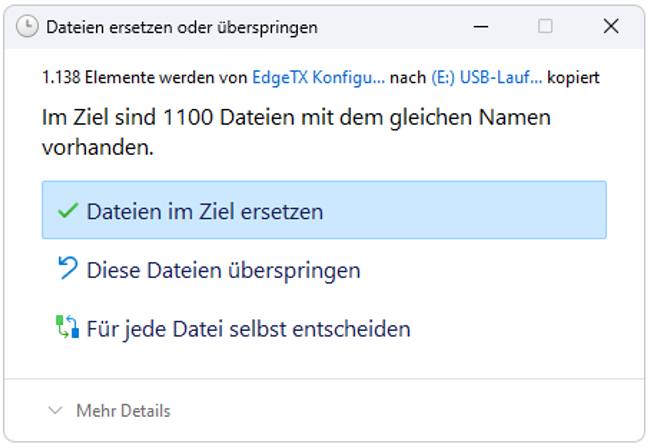 Dateien ersetzen oder überspringen
1.138 Elemente werden von EdgeTX Konfigu... nach (E:) USB-Lauf... kopiert
Im Ziel sind 1100 Dateien mit dem gleichen Namen
vorhanden.
Dateien im Ziel ersetzen
Diese Dateien überspringen
Für jede Datei selbst entscheiden
Mehr Details